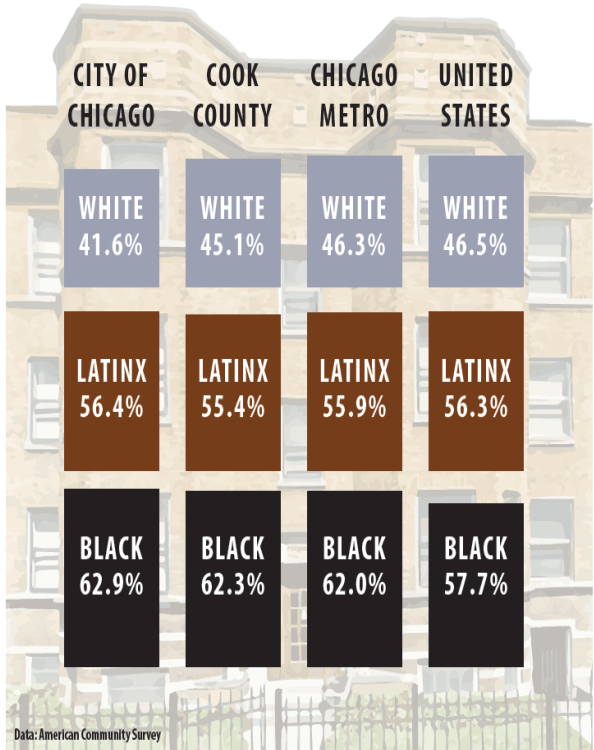 CITY OF
CHICAGO
COOK
COUNTY
CHICAGO
METRO
UNITED
STATES
WHITE
41.6%
WHITE
45.1%
WHITE
46.3%
WHITE
46.5%
LATINX
56.4%
LATINX
55.4%
LATINX
55.9%
LATINX
56.3%
BLACK
62.9%
BLACK
62.3%
BLACK
62.0%
BLACK
57.7%
Data: American Community Survey